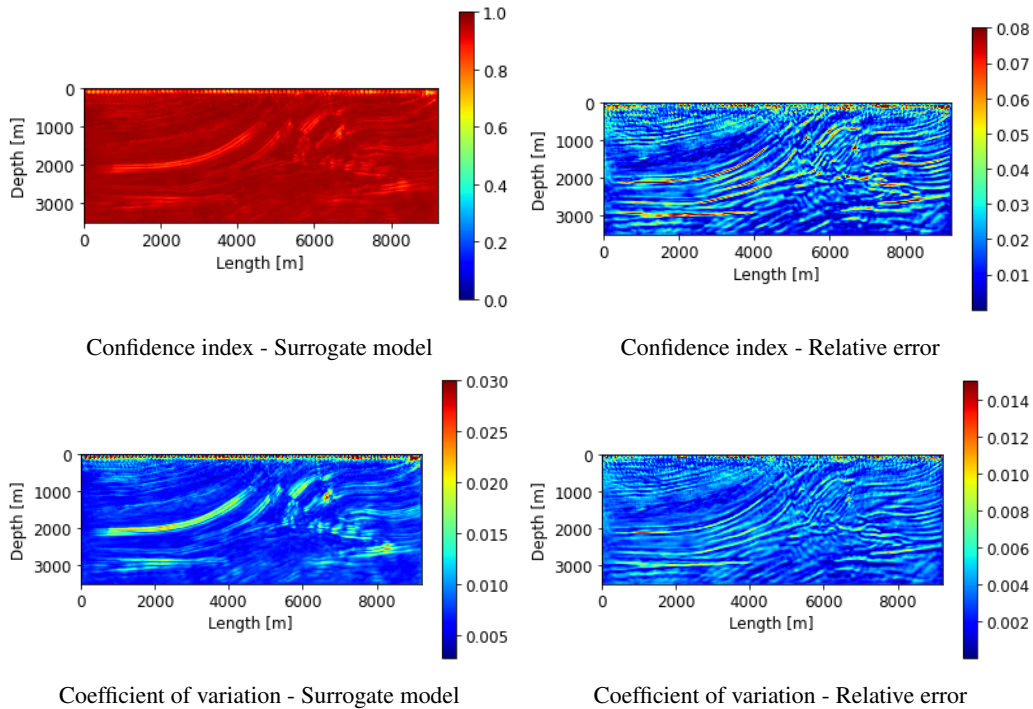 1.0
0.8
0.6
0.4
0.2
0.0
0
1000
2000
3000
Depth [m]
0 2000 4000 6000 8000
Length [m]
Confidence index - Surrogate model
0.08
0.07
0.06
0.05
0.04
0.03
0.02
0.01
0
1000
2000
3000
Depth [m]
0 2000 4000 6000 8000
Length [m]
Confidence index - Relative error
0.030
0.025
0.020
0.015
0.010
0.005
0
1000
2000
3000
Depth [m]
0 2000 4000 6000 8000
Length [m]
Coefficient of variation - Surrogate model
0.014
0.012
0.010
0.008
0.006
0.004
0.002
0
1000
2000
3000
Depth [m]
0 2000 4000 6000 8000
Length [m]
Coefficient of variation - Relative error